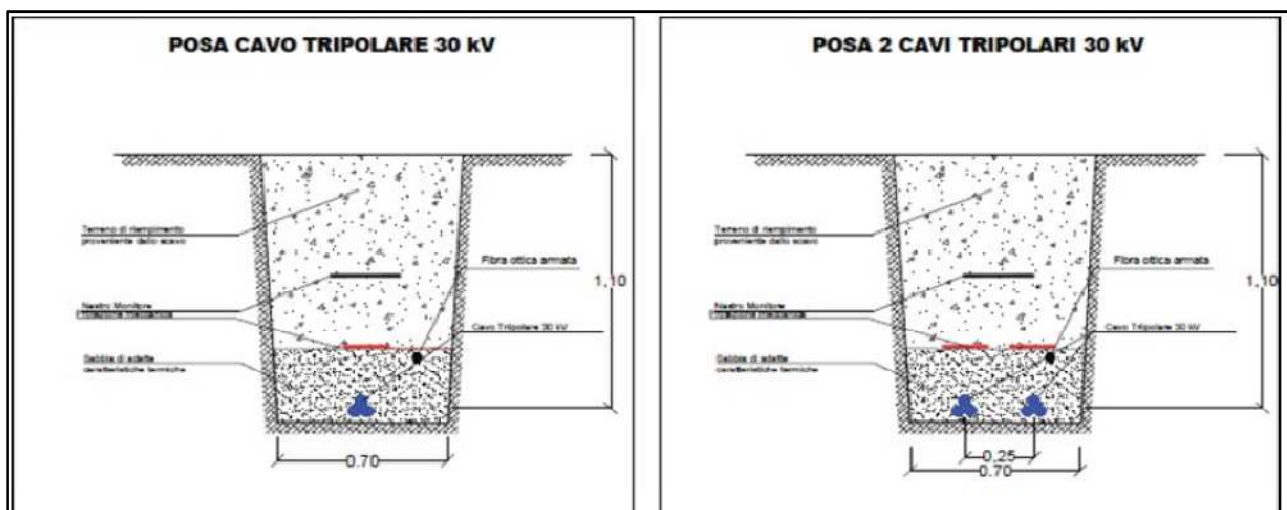 POSA CAVO TRIPOLARE 30 kV
Terreno di riempimento
proveniente dallo scavo
Fibra ottica armata
1,10
Nastro Monitore
Cavo Tripolare 30 kV
Sabbia di adatte
caratteristiche termiche
0.70
POSA 2 CAVI TRIPOLARI 30 kV
Terreno di riempimento
proveniente dallo scavo
Fibra ottica armata
1,10
Nastro Monitore
Cavo Tripolare 30 kV
Sabbia di adatte
caratteristiche termiche
0,25
0.70